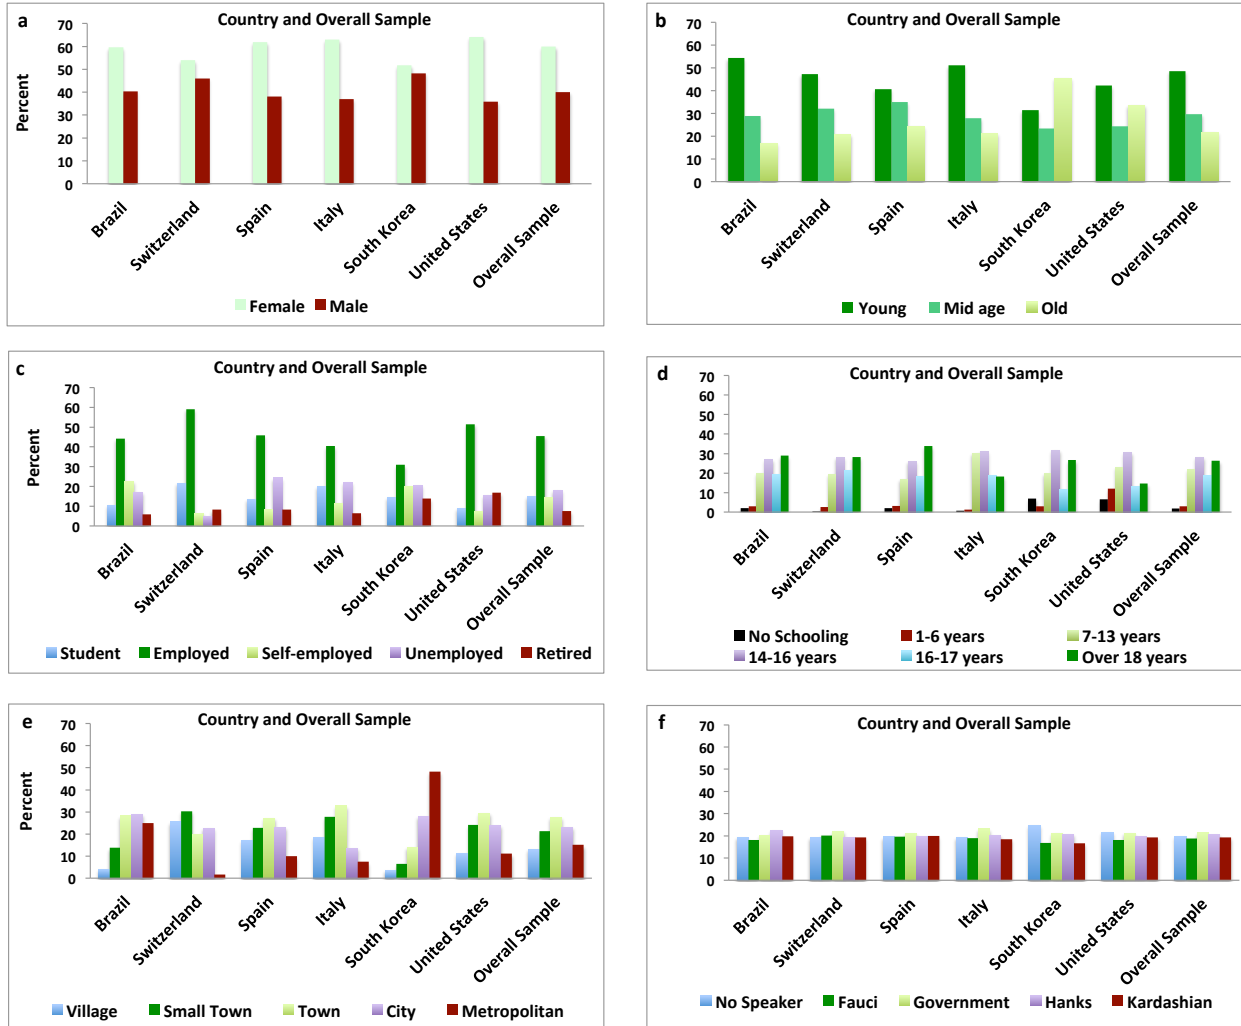 a
Country and Overall Sample
70
60
50
40
30
20
10
0
Percent
Brazil
Switzerland
Spain
Italy
South Korea
United States
Overall Sample
Female Male
b
Country and Overall Sample
70
60
50
40
30
20
10
0
Brazil
Switzerland
Spain
Italy
South Korea
United States
Overall Sample
Young Mid age Old
c
Country and Overall Sample
70
60
50
40
30
20
10
0
Percent
Brazil
Switzerland
Spain
Italy
South Korea
United States
Overall Sample
Student Employed Self-employed Unemployed Retired
d
Country and Overall Sample
70
60
50
40
30
20
10
0
Brazil
Switzerland
Spain
Italy
South Korea
United States
Overall Sample
No Schooling 1-6 years 7-13 years
14-16 years 16-17 years Over 18 years
e
Country and Overall Sample
70
60
50
40
30
20
10
0
Percent
Brazil
Switzerland
Spain
Italy
South Korea
United States
Overall Sample
Village Small Town Town City Metropolitan
f
Country and Overall Sample
70
60
50
40
30
20
10
0
Brazil
Switzerland
Spain
Italy
South Korea
United States
Overall Sample
No Speaker Fauci Government Hanks Kardashian